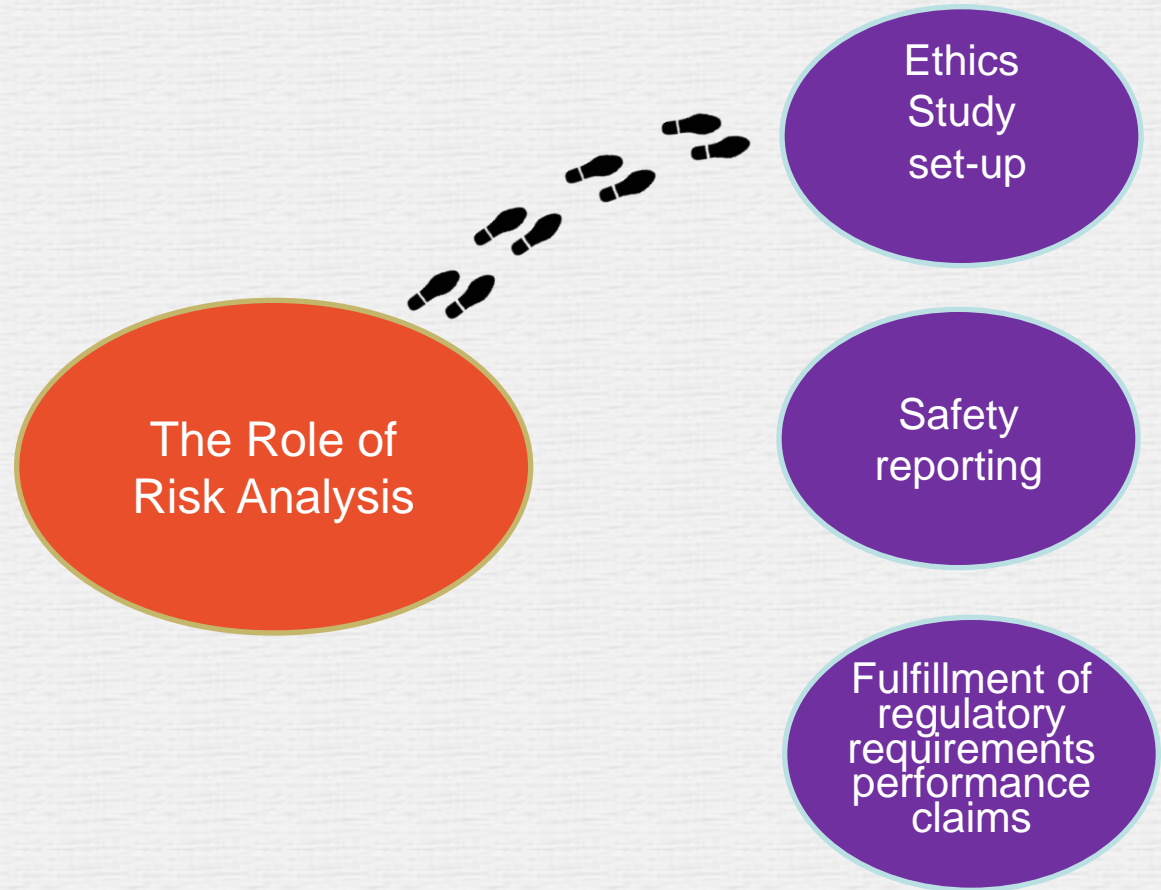 Ethics
Study
set-up
The Role of
Risk Analysis
Safety
reporting
Fulfillment of
regulatory
requirements
performance
claims